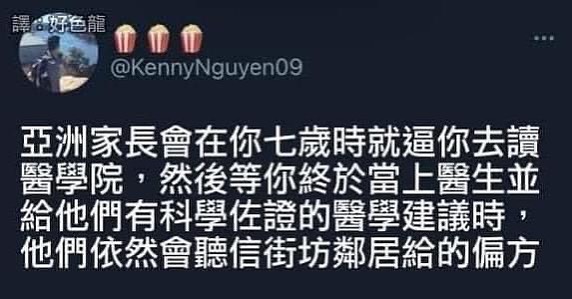 譯：好色龍
🍿🍿🍿
@KennyNguyen09
亞洲家長會在你七歲時就逼你去讀
醫學院，然後等你終於當上醫生並
給他們有科學佐證的醫學建議時，
他們依然會聽信街坊鄰居給的偏方